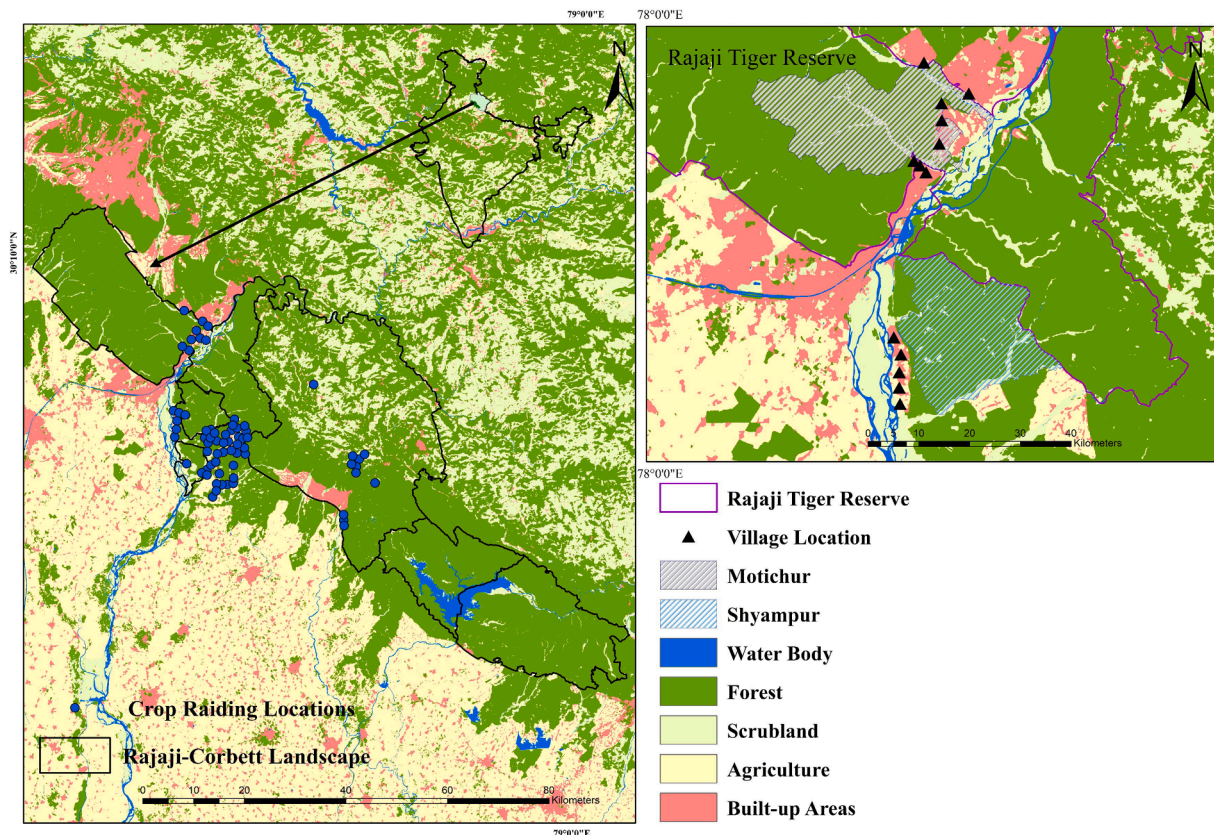 79°0'0"E
78°0'0"E
N
30°10'0"N
Crop Raiding Locations
Rajaji-Corbett Landscape
0 10 20 40 60 80
Kilometers
79°0'0"E
Rajaji Tiger Reserve
N
0 5 10 20 30 40
Kilometers
78°0'0"E
Rajaji Tiger Reserve
Village Location
Motichur
Shyampur
Water Body
Forest
Scrubland
Agriculture
Built-up Areas